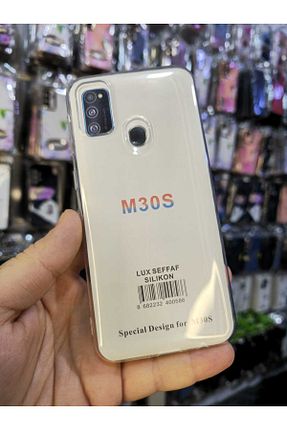 M30S
LUX SEFFAF
SILIKON
8 682232 400586
Special Design for M30S